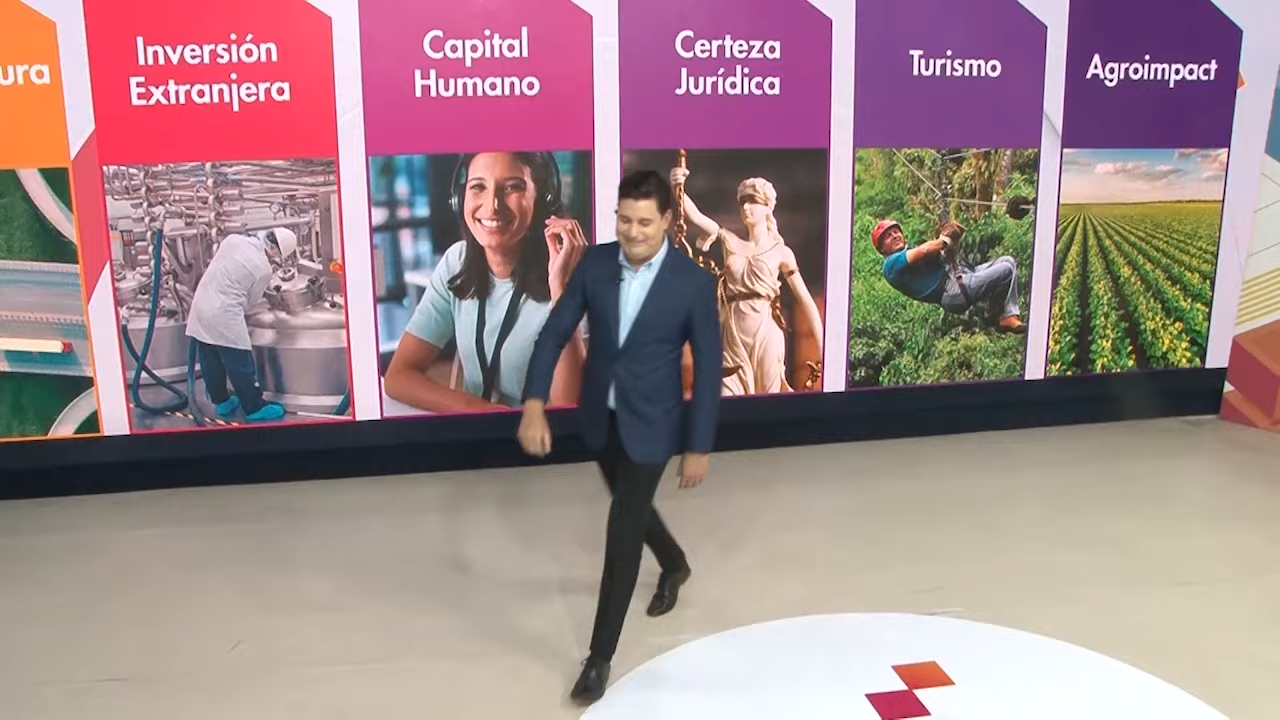 ura
Inversión
Extranjera
Capital
Humano
Certeza
Jurídica
Turismo
Agroimpact